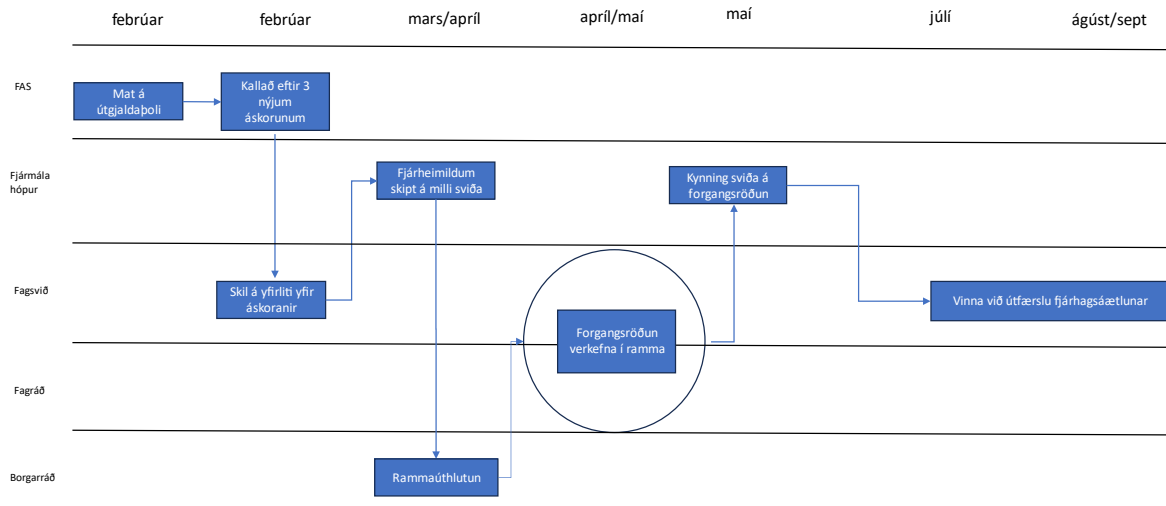 febrúar
febrúar
mars/apríl
apríl/maí
maí
júlí
ágúst/sept
FAS
Mat á
útgjaldaþoli
Kallað eftir 3
nýjum
áskorunum
Fjármála
hópur
Fjárheimildum
skipt á milli sviða
Kynning sviða á
forgangsröðun
Fagsvið
Skil á yfirliti yfir
áskoranir
Forgangsröðun
verkefna í ramma
Vinna við útfærslu fjárhagsáætlunar
Fagráð
Borgarráð
Rammaúthlutun